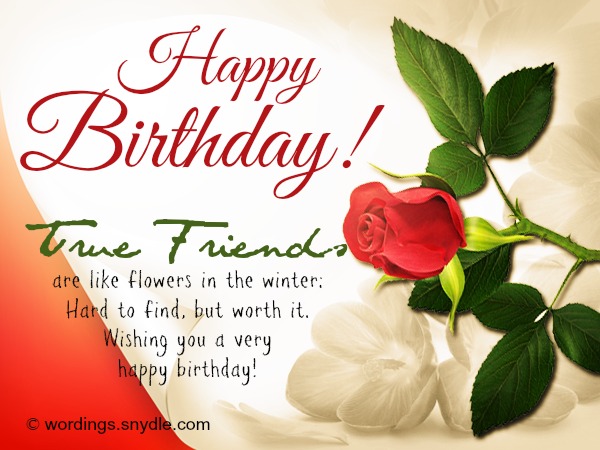 Happy
Birthday!
True Friends
are like flowers in the winter:
Hard to find, but worth it.
Wishing you a very
happy birthday!
© wordings.snydle.com